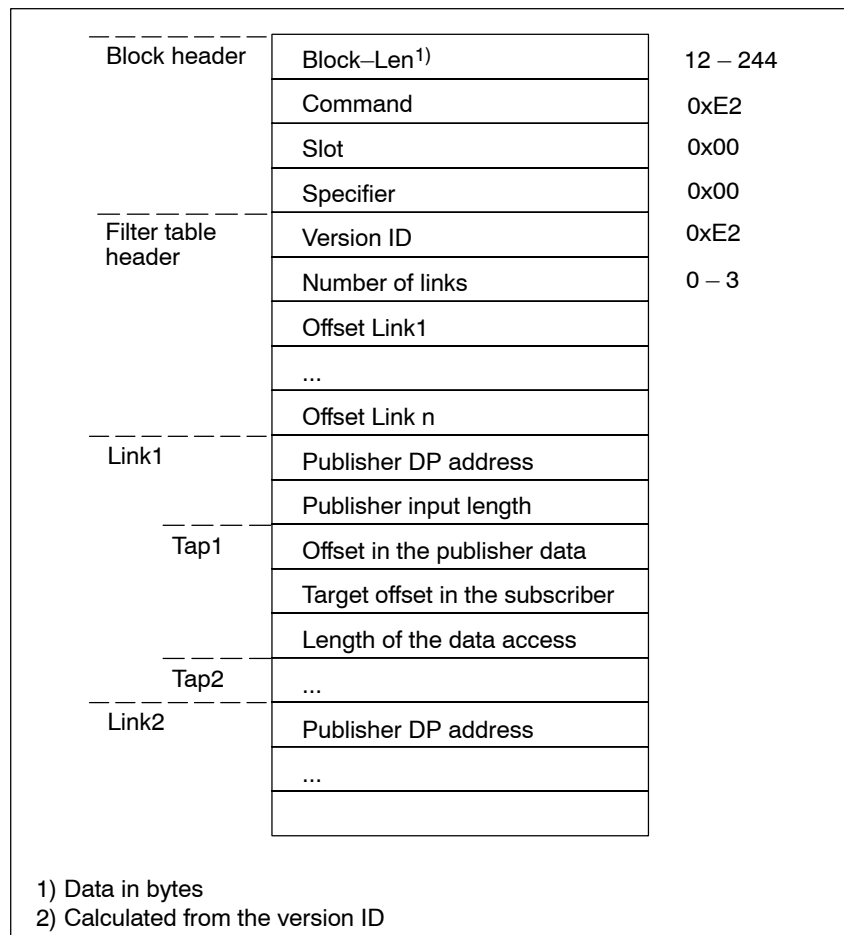 Block header Block–Len1) 12 – 244
Command 0xE2
Slot 0x00
Specifier 0x00
Filter table header Version ID 0xE2
Number of links 0 – 3
Offset Link1
...
Offset Link n
Link1 Publisher DP address
Publisher input length
Tap1 Offset in the publisher data
Target offset in the subscriber
Length of the data access
Tap2 ...
Link2 Publisher DP address
...
1) Data in bytes
2) Calculated from the version ID